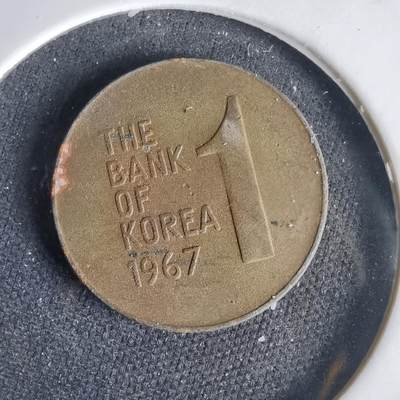 THE
BANK
OF
KOREA
1967
1